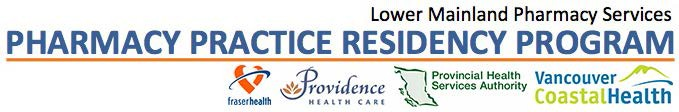 Lower Mainland Pharmacy Services
PHARMACY PRACTICE RESIDENCY PROGRAM
fraserhealth
Providence
HEALTH CARE
Provincial Health
Services Authority
Vancouver
CoastalHealth